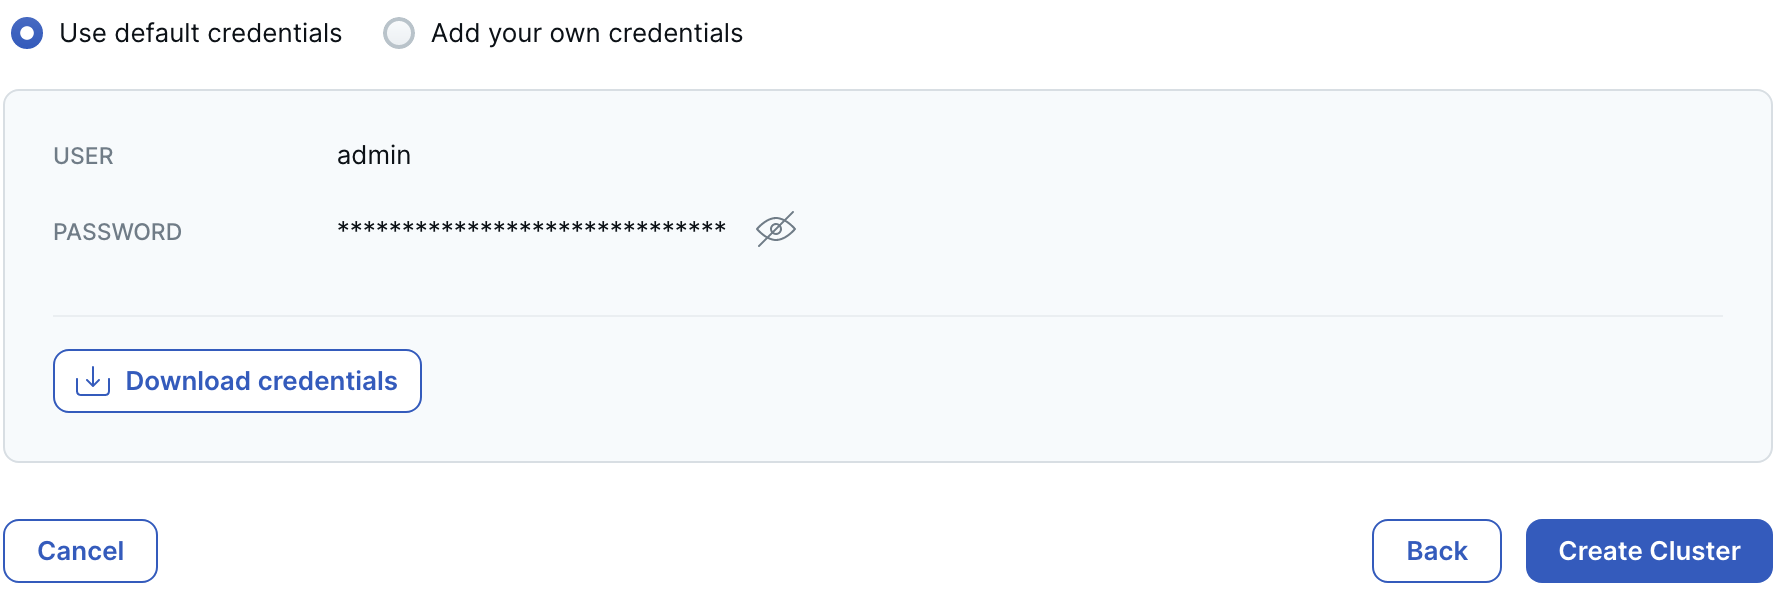 Use default credentials Add your own credentials
USER admin
PASSWORD ******************************
Download credentials
Cancel Back Create Cluster